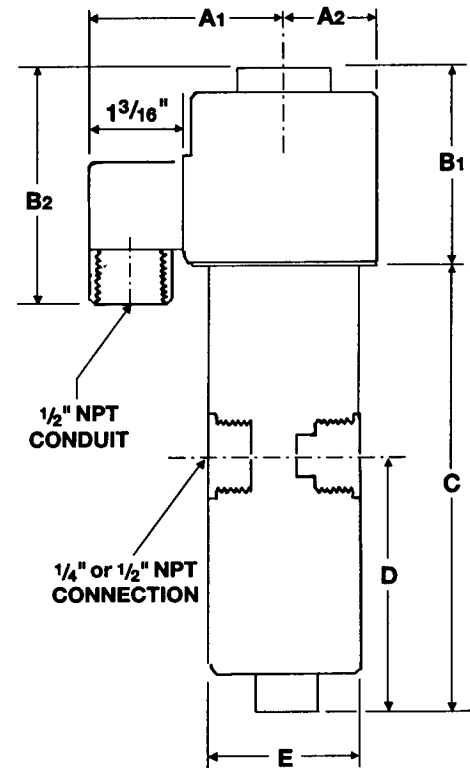 A1
A2
1 3/16"
B2
B1
1/2" NPT
CONDUIT
C
1/4" or 1/2" NPT
CONNECTION
D
E